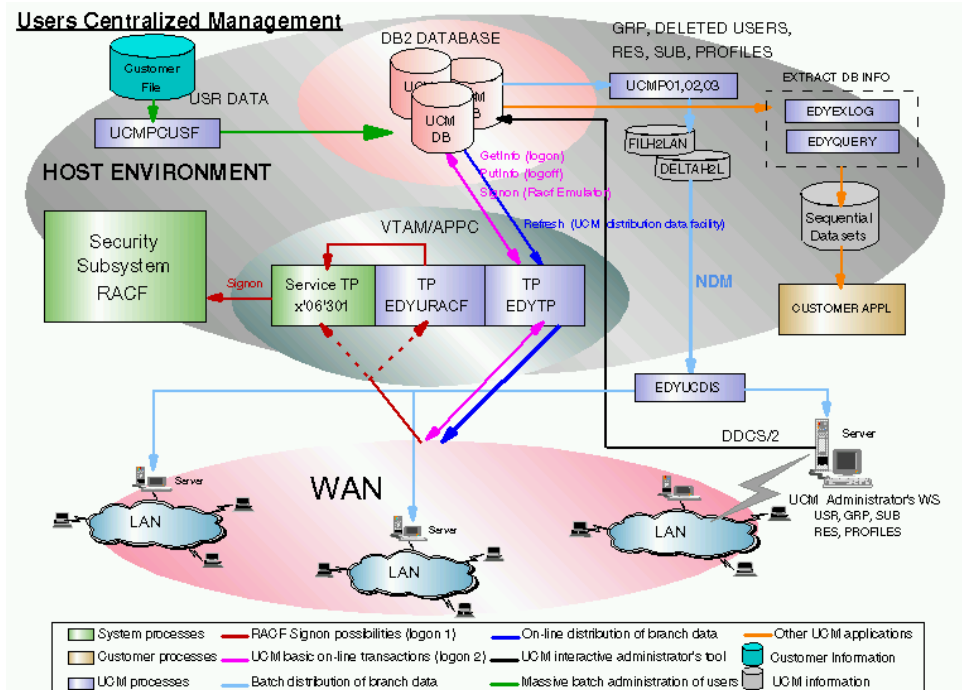 Users Centralized Management
DB2 DATABASE
GRP, DELETED USERS,
RES, SUB, PROFILES
Customer
File
USR DATA
UCMPCUSF
UCM
DB
UCMP01,02,03
EXTRACT DB INFO
EDYEXLOG
EDYQUERY
FILH2LAN
DELTAH2L
HOST ENVIRONMENT
GetInfo (logon)
PutInfo (logoff)
Signon (Racf Emulator)
Refresh (UCM distribution data facility)
Sequential
Datasets
VTAM/APPC
Security
Subsystem
RACF
Signon
Service TP
x'06'301
TP
EDYURACF
TP
EDYTP
NDM
CUSTOMER APPL
EDYUCDIS
DDCS/2
Server
UCM Administrator's WS
USR, GRP, SUB
RES, PROFILES
WAN
Server
LAN
Server
LAN
LAN
System processes
RACF Signon possibilities (logon 1)
On-line distribution of branch data
Other UCM applications
Customer processes
UCM basic on-line transactions (logon 2)
UCM interactive administrator's tool
Customer Information
UCM processes
Batch distribution of branch data
Massive batch administration of users
UCM information